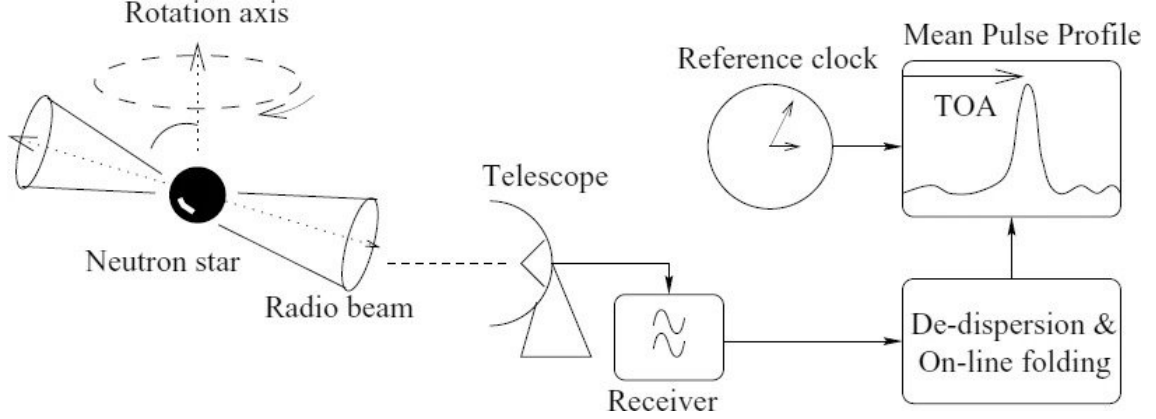 Rotation axis
Neutron star
Radio beam
Telescope
Receiver
Reference clock
Mean Pulse Profile
TOA
De-dispersion &
On-line folding